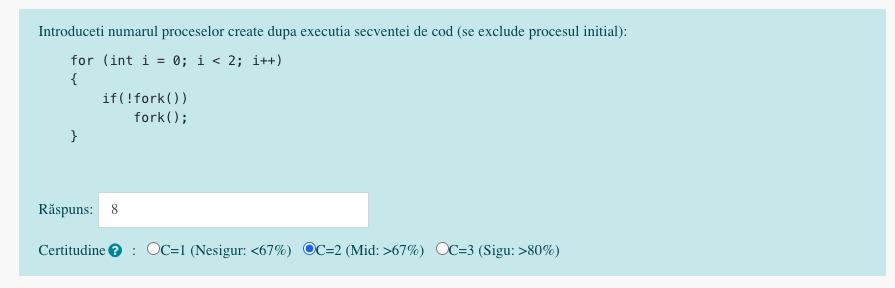 Introduceti numarul proceselor create dupa executia secventei de cod (se exclude procesul initial):
for (int i = 0; i < 2; i++)
{
if(!fork())
fork();
}
Răspuns: 8
Certitudine ? : C=1 (Nesigur: <67%) C=2 (Mid: >67%) C=3 (Sigu: >80%)